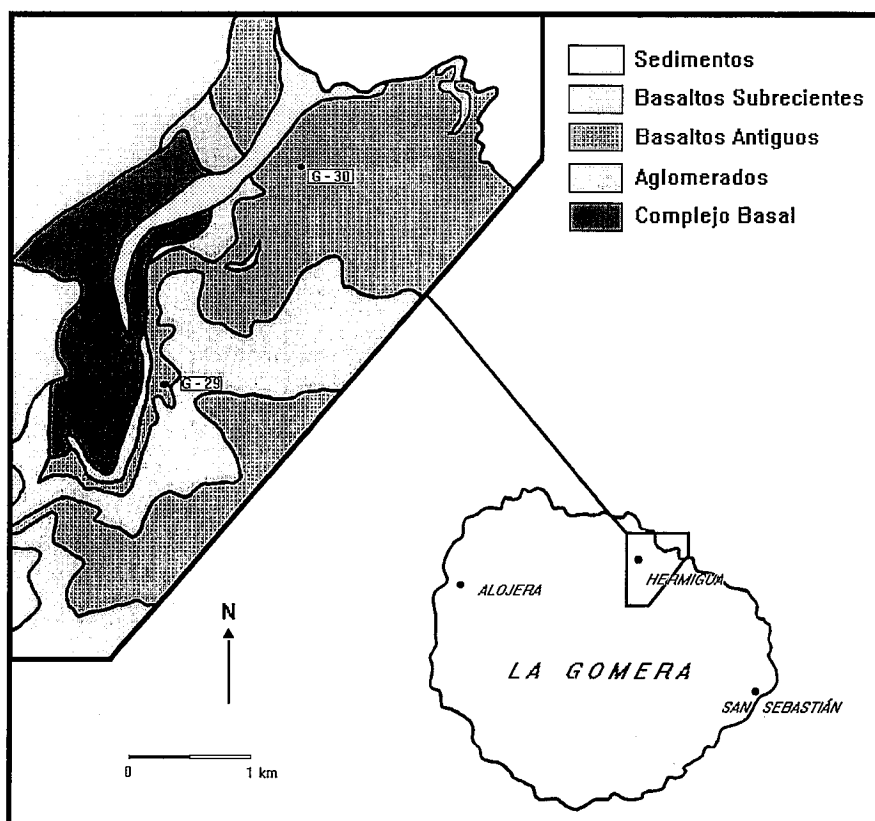 Sedimentos
Basaltos Subrecientes
Basaltos Antiguos
Aglomerados
Complejo Basal
G - 30
G - 29
N
0 1 km
ALOJERA
HERMIGUA
LA GOMERA
SAN SEBASTIÁN